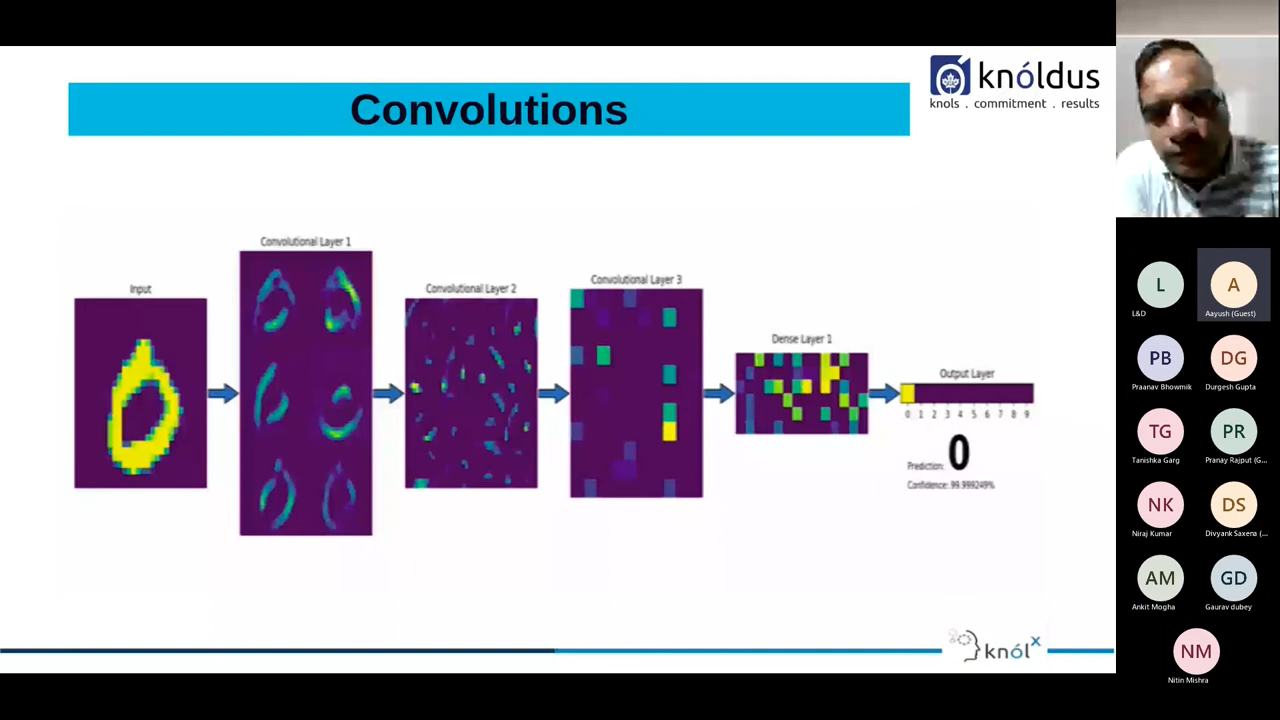 knóldus
knols . commitment . results
Convolutions
Convolutional Layer 1
Convolutional Layer 3
Input
Convolutional Layer 2
Dense Layer 1
Output Layer
0 1 2 3 4 5 6 7 8 9
Prediction: 0
Confidence: 99.999249%
knól x
L
A
L&D
Aayush (Guest)
PB
DG
Praanav Bhowmik
Durgesh Gupta
TG
PR
Tanishka Garg
Pranay Rajput (G...
NK
DS
Niraj Kumar
Divyank Saxena (...
AM
GD
Ankit Mogha
Gaurav dubey
NM
Nitin Mishra